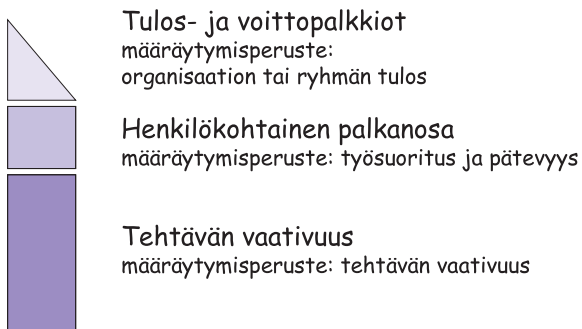 Tulos- ja voittopalkkiot
määräytymisperuste:
organisaation tai ryhmän tulos
Henkilökohtainen palkanosa
määräytymisperuste: työsuoritus ja pätevyys
Tehtävän vaativuus
määräytymisperuste: tehtävän vaativuus